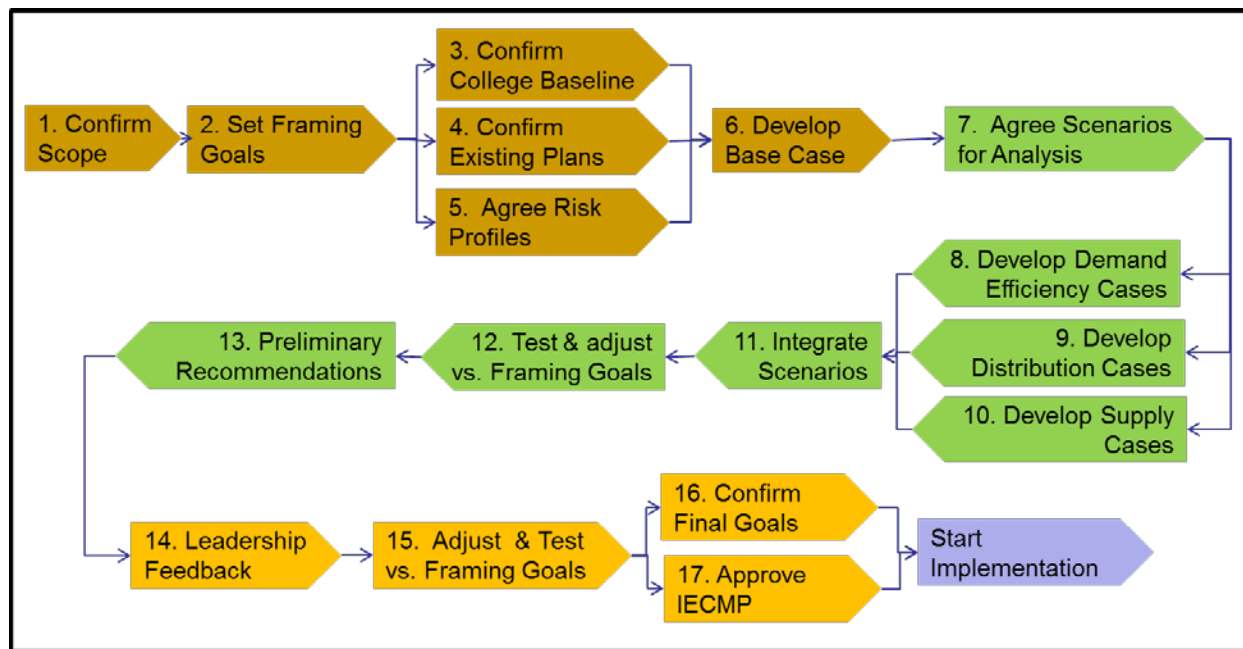 1. Confirm
Scope
2. Set Framing
Goals
3. Confirm
College Baseline
4. Confirm
Existing Plans
5. Agree Risk
Profiles
6. Develop
Base Case
7. Agree Scenarios
for Analysis
8. Develop Demand
Efficiency Cases
9. Develop
Distribution Cases
10. Develop Supply
Cases
11. Integrate
Scenarios
12. Test & adjust
vs. Framing Goals
13. Preliminary
Recommendations
14. Leadership
Feedback
15. Adjust & Test
vs. Framing Goals
16. Confirm
Final Goals
17. Approve
IECMP
Start
Implementation